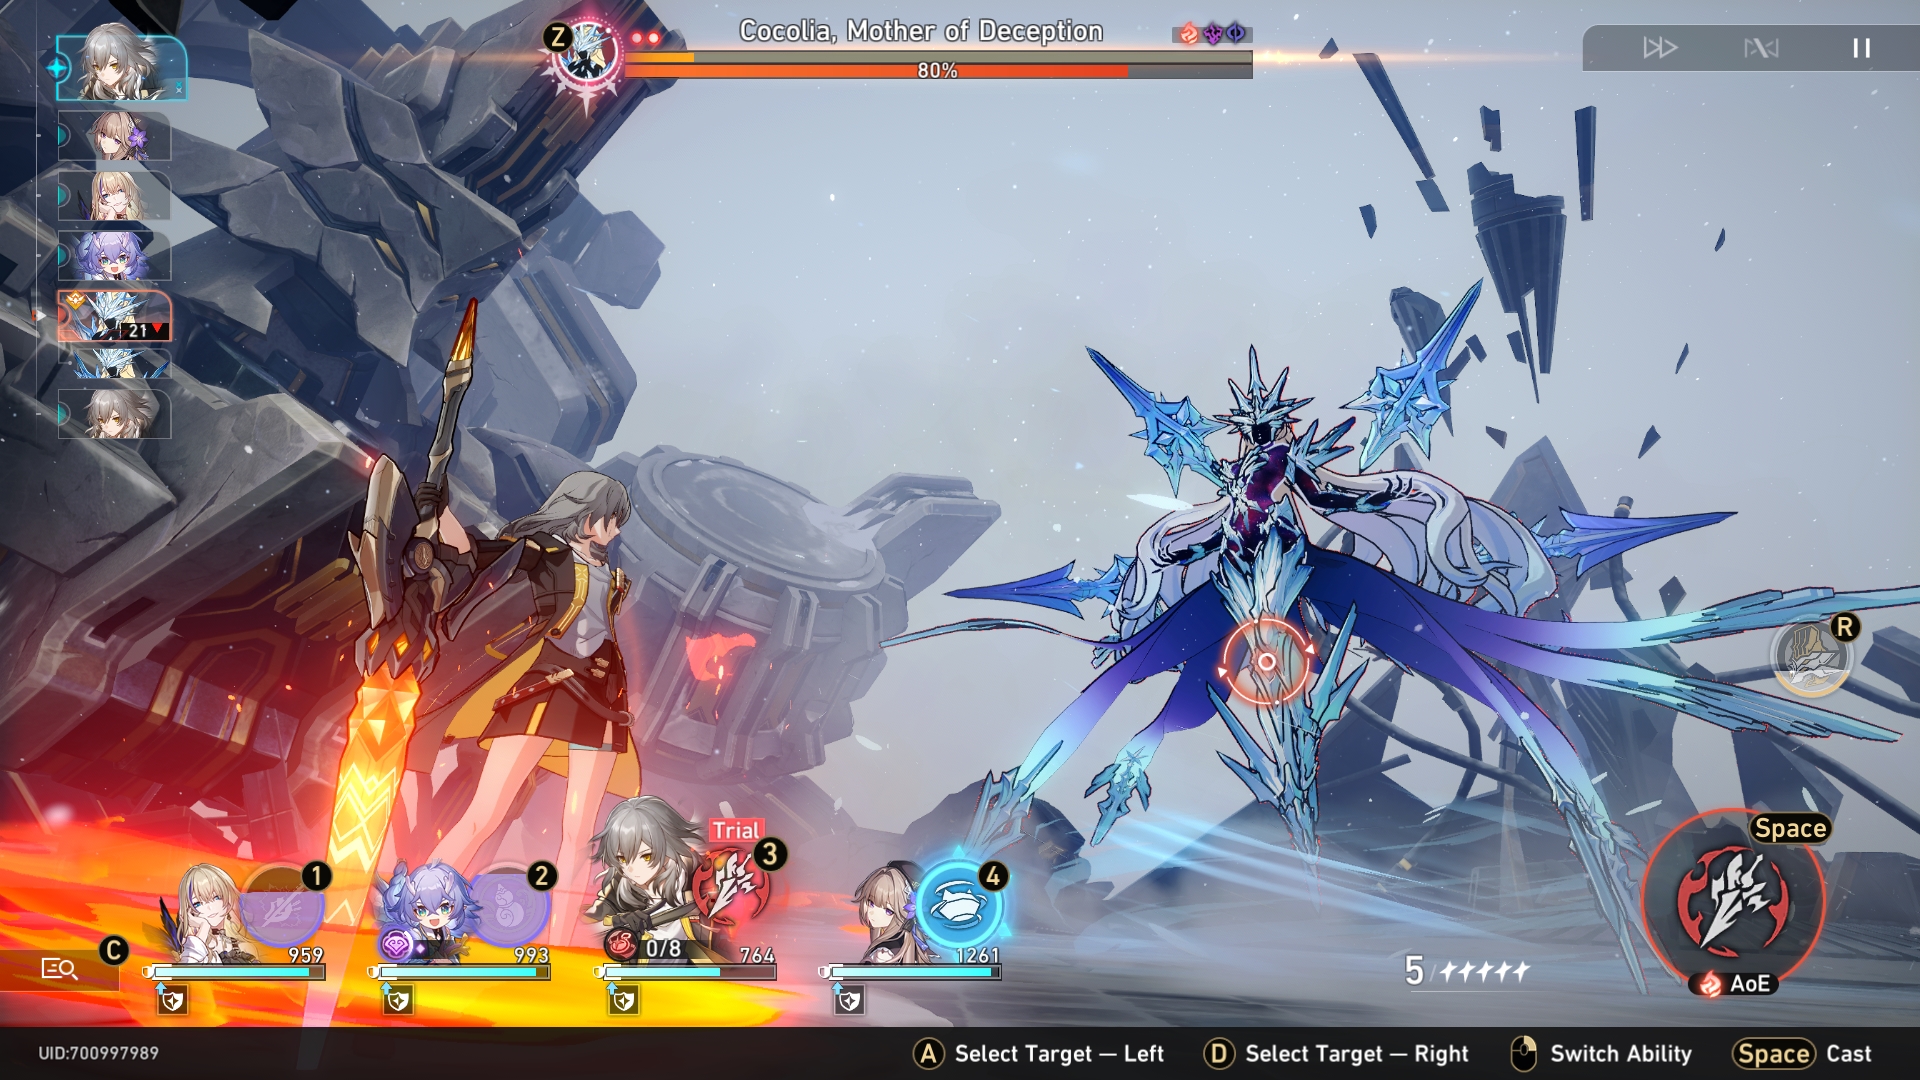 Z
Cocolia, Mother of Deception
80%
21
R
Space
AoE
Trial
1
2
3
4
0/8
959
993
764
1261
C
5
UID:700997989
A Select Target — Left
D Select Target — Right
Switch Ability
Space Cast